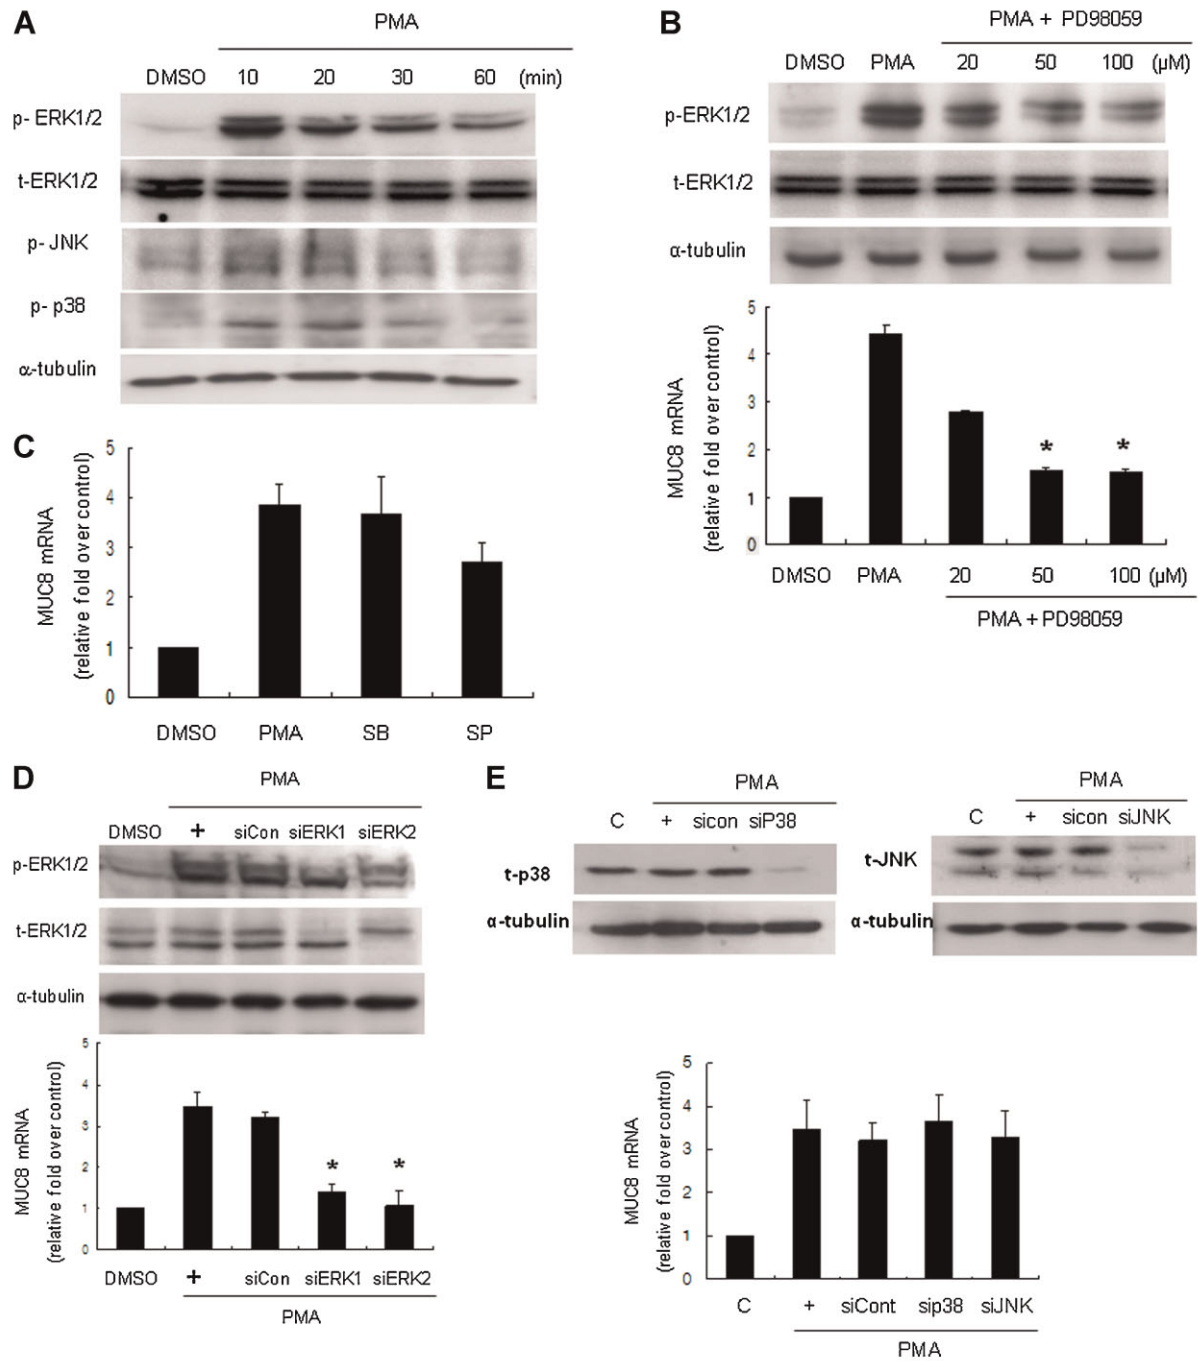 A
PMA
DMSO 10 20 30 60 (min)
p- ERK1/2
t-ERK1/2
p- JNK
p- p38
α-tubulin
B
PMA + PD98059
DMSO PMA 20 50 100 (μM)
p-ERK1/2
t-ERK1/2
α-tubulin
MUC8 mRNA
(relative fold over control)
5
4
3
2
1
0
* *
DMSO PMA 20 50 100 (μM)
PMA + PD98059
C
MUC8 mRNA
(relative fold over control)
5
4
3
2
1
0
DMSO PMA SB SP
D
PMA
DMSO + siCon siERK1 siERK2
p-ERK1/2
t-ERK1/2
α-tubulin
MUC8 mRNA
(relative fold over control)
5
4
3
2
1
0
* *
DMSO + siCon siERK1 siERK2
PMA
E
PMA
C + sicon siP38
t-p38
α-tubulin
PMA
C + sicon siJNK
t-JNK
α-tubulin
MUC8 mRNA
(relative fold over control)
5
4
3
2
1
0
C + siCont sip38 siJNK
PMA